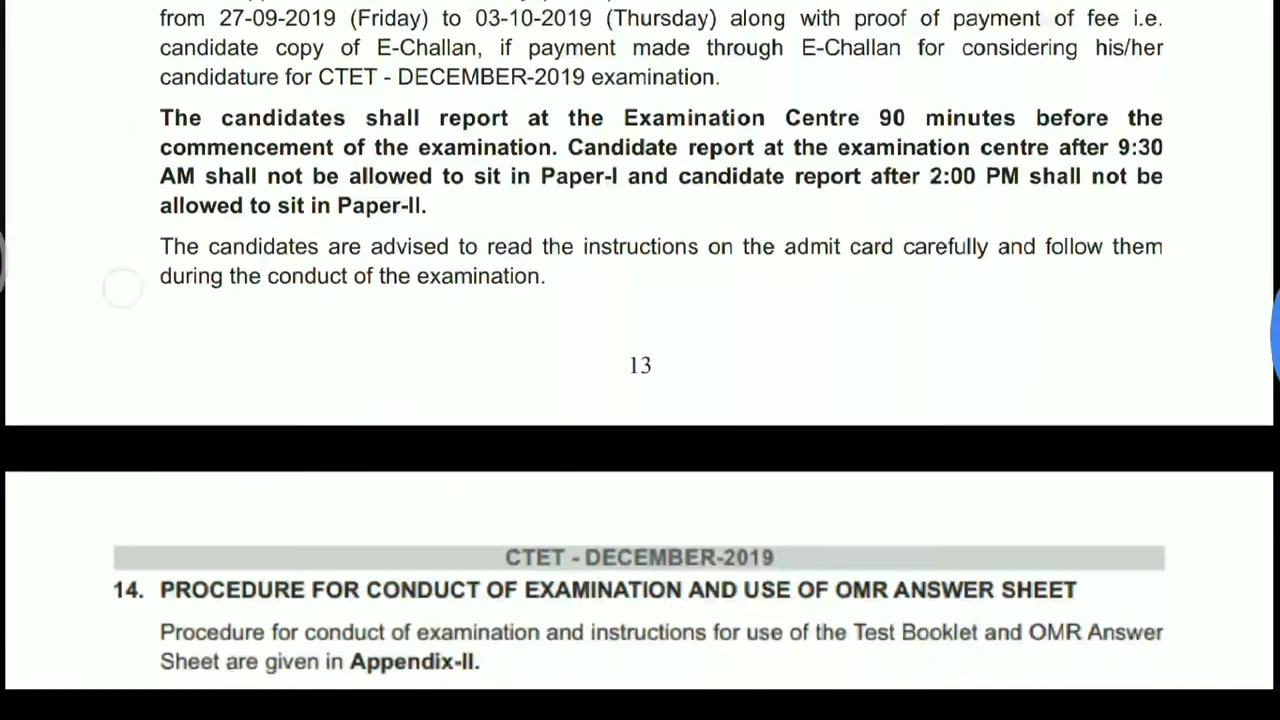 from 27-09-2019 (Friday) to 03-10-2019 (Thursday) along with proof of payment of fee i.e.
candidate copy of E-Challan, if payment made through E-Challan for considering his/her
candidature for CTET - DECEMBER-2019 examination.
The candidates shall report at the Examination Centre 90 minutes before the
commencement of the examination. Candidate report at the examination centre after 9:30
AM shall not be allowed to sit in Paper-I and candidate report after 2:00 PM shall not be
allowed to sit in Paper-II.
The candidates are advised to read the instructions on the admit card carefully and follow them
during the conduct of the examination.
13
CTET - DECEMBER-2019
14. PROCEDURE FOR CONDUCT OF EXAMINATION AND USE OF OMR ANSWER SHEET
Procedure for conduct of examination and instructions for use of the Test Booklet and OMR Answer
Sheet are given in Appendix-II.